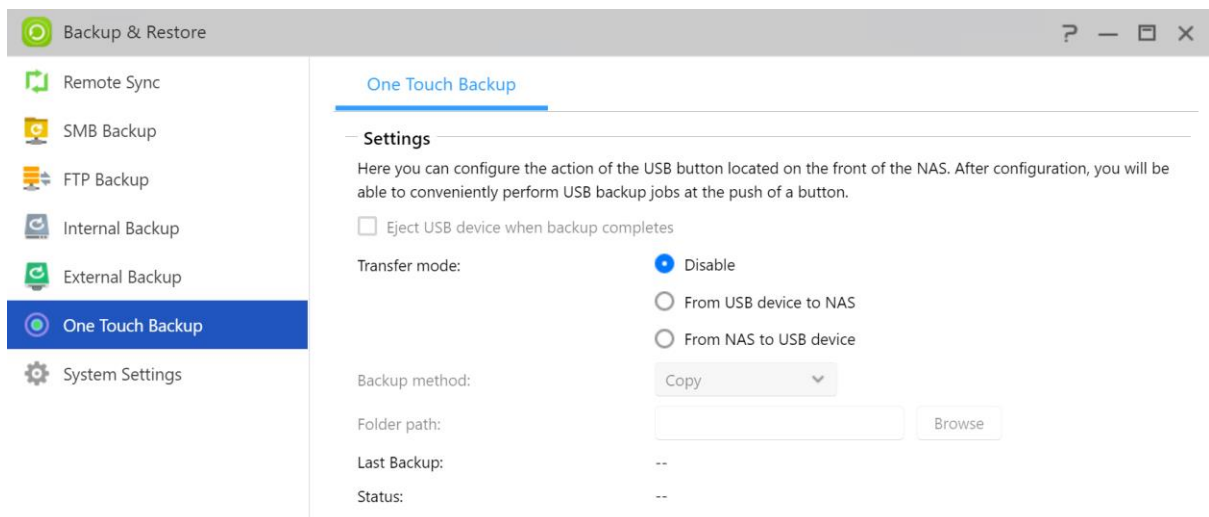 Backup & Restore
Remote Sync
SMB Backup
FTP Backup
Internal Backup
External Backup
One Touch Backup
System Settings
One Touch Backup
Settings
Here you can configure the action of the USB button located on the front of the NAS. After configuration, you will be
able to conveniently perform USB backup jobs at the push of a button.
Eject USB device when backup completes
Transfer mode:
Disable
From USB device to NAS
From NAS to USB device
Backup method:
Copy
Folder path:
Browse
Last Backup:
--
Status:
--